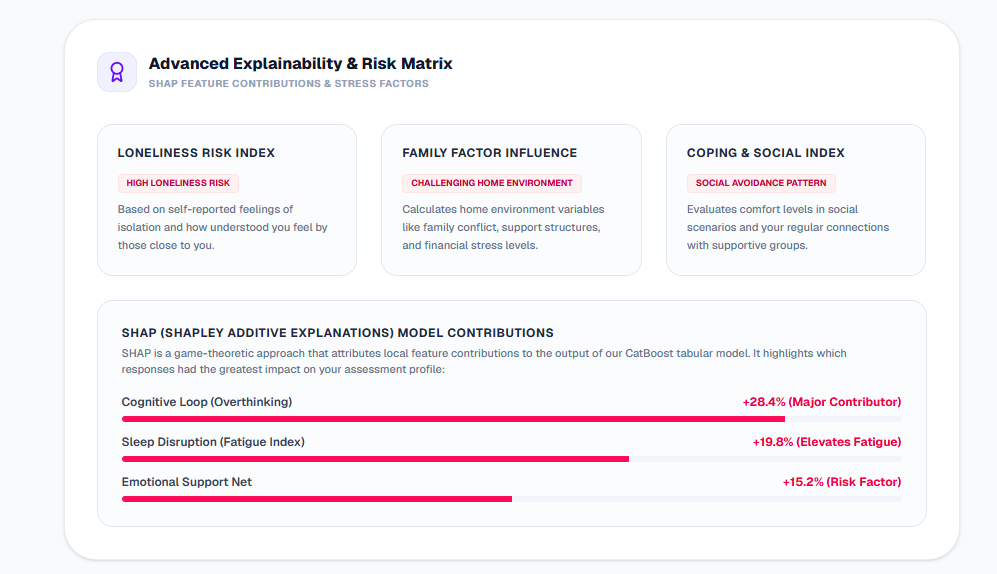 Advanced Explainability & Risk Matrix
SHAP FEATURE CONTRIBUTIONS & STRESS FACTORS
LONELINESS RISK INDEX
HIGH LONELINESS RISK
Based on self-reported feelings of
isolation and how understood you feel by
those close to you.
FAMILY FACTOR INFLUENCE
CHALLENGING HOME ENVIRONMENT
Calculates home environment variables
like family conflict, support structures,
and financial stress levels.
COPING & SOCIAL INDEX
SOCIAL AVOIDANCE PATTERN
Evaluates comfort levels in social
scenarios and your regular connections
with supportive groups.
SHAP (SHAPLEY ADDITIVE EXPLANATIONS) MODEL CONTRIBUTIONS
SHAP is a game-theoretic approach that attributes local feature contributions to the output of our CatBoost tabular model. It highlights which
responses had the greatest impact on your assessment profile:
Cognitive Loop (Overthinking) +28.4% (Major Contributor)
Sleep Disruption (Fatigue Index) +19.8% (Elevates Fatigue)
Emotional Support Net +15.2% (Risk Factor)